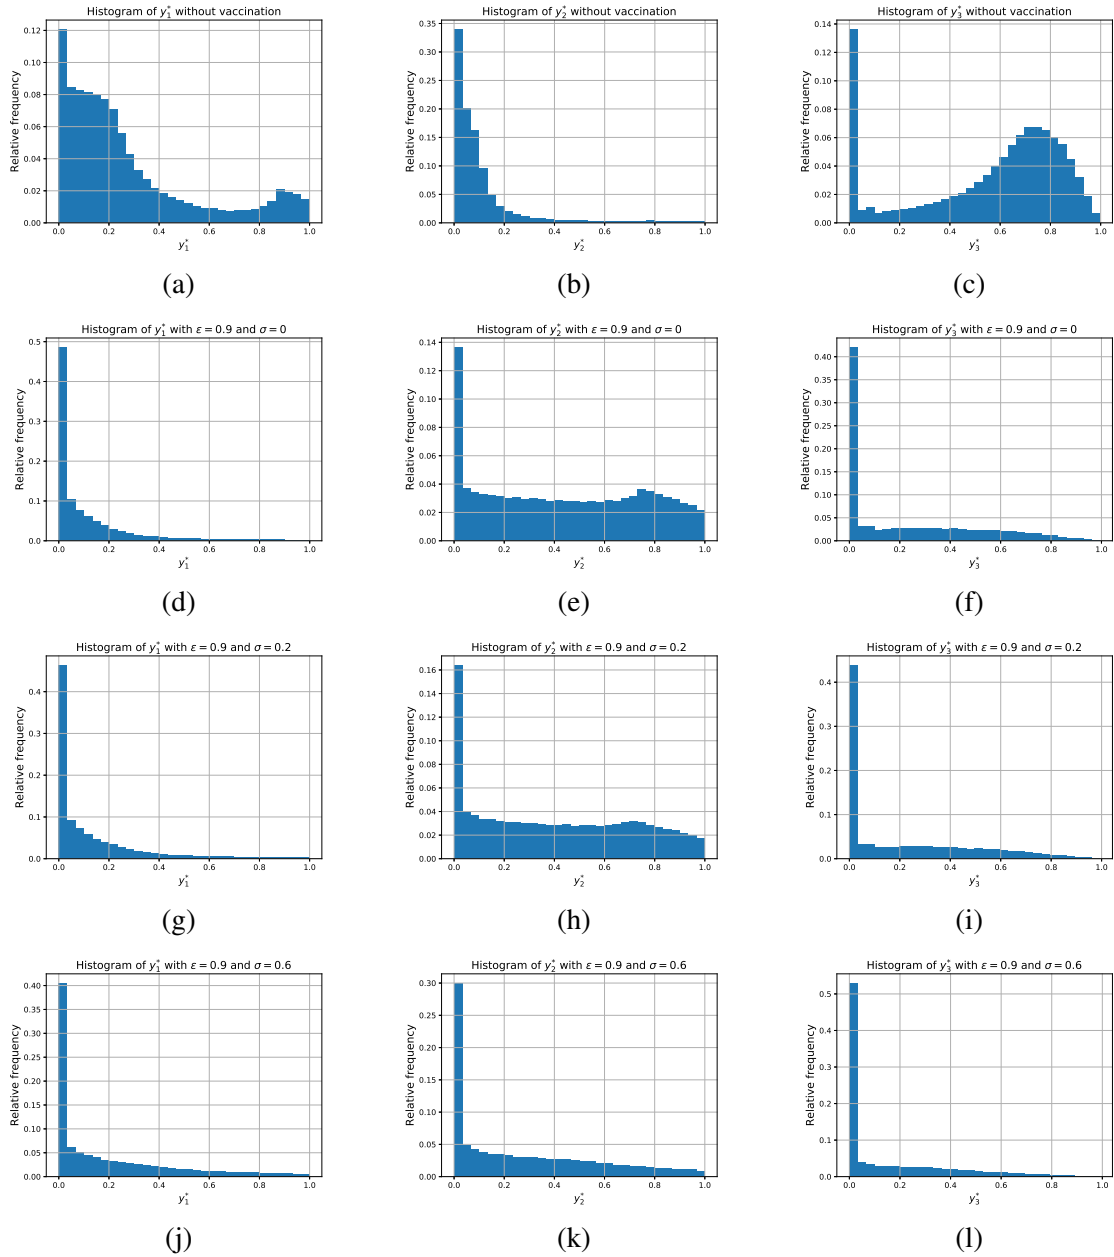 Histogram of y₁* without vaccination
Relative frequency
0.12
0.10
0.08
0.06
0.04
0.02
0.00
0.0 0.2 0.4 0.6 0.8 1.0
y₁*
(a)
Histogram of y₂* without vaccination
Relative frequency
0.35
0.30
0.25
0.20
0.15
0.10
0.05
0.00
0.0 0.2 0.4 0.6 0.8 1.0
y₂*
(b)
Histogram of y₃* without vaccination
Relative frequency
0.14
0.12
0.10
0.08
0.06
0.04
0.02
0.00
0.0 0.2 0.4 0.6 0.8 1.0
y₃*
(c)
Histogram of y₁* with ε = 0.9 and σ = 0
Relative frequency
0.5
0.4
0.3
0.2
0.1
0.0
0.0 0.2 0.4 0.6 0.8 1.0
y₁*
(d)
Histogram of y₂* with ε = 0.9 and σ = 0
Relative frequency
0.14
0.12
0.10
0.08
0.06
0.04
0.02
0.00
0.0 0.2 0.4 0.6 0.8 1.0
y₂*
(e)
Histogram of y₃* with ε = 0.9 and σ = 0
Relative frequency
0.40
0.35
0.30
0.25
0.20
0.15
0.10
0.05
0.00
0.0 0.2 0.4 0.6 0.8 1.0
y₃*
(f)
Histogram of y₁* with ε = 0.9 and σ = 0.2
Relative frequency
0.4
0.3
0.2
0.1
0.0
0.0 0.2 0.4 0.6 0.8 1.0
y₁*
(g)
Histogram of y₂* with ε = 0.9 and σ = 0.2
Relative frequency
0.16
0.14
0.12
0.10
0.08
0.06
0.04
0.02
0.00
0.0 0.2 0.4 0.6 0.8 1.0
y₂*
(h)
Histogram of y₃* with ε = 0.9 and σ = 0.2
Relative frequency
0.4
0.3
0.2
0.1
0.0
0.0 0.2 0.4 0.6 0.8 1.0
y₃*
(i)
Histogram of y₁* with ε = 0.9 and σ = 0.6
Relative frequency
0.40
0.35
0.30
0.25
0.20
0.15
0.10
0.05
0.00
0.0 0.2 0.4 0.6 0.8 1.0
y₁*
(j)
Histogram of y₂* with ε = 0.9 and σ = 0.6
Relative frequency
0.30
0.25
0.20
0.15
0.10
0.05
0.00
0.0 0.2 0.4 0.6 0.8 1.0
y₂*
(k)
Histogram of y₃* with ε = 0.9 and σ = 0.6
Relative frequency
0.5
0.4
0.3
0.2
0.1
0.0
0.0 0.2 0.4 0.6 0.8 1.0
y₃*
(l)